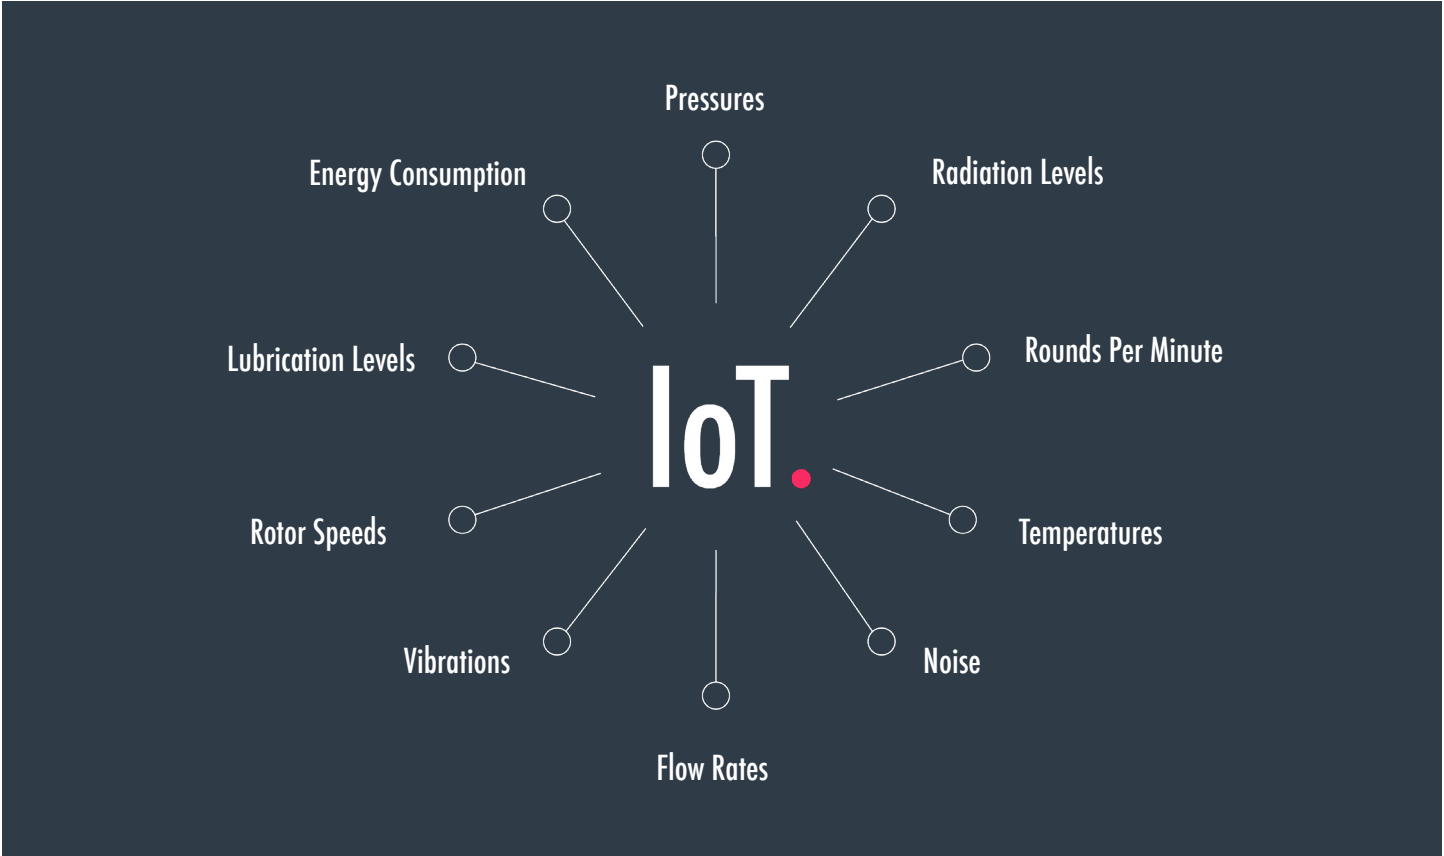 Pressures
Energy Consumption
Radiation Levels
Lubrication Levels
Rounds Per Minute
IoT.
Rotor Speeds
Temperatures
Vibrations
Noise
Flow Rates